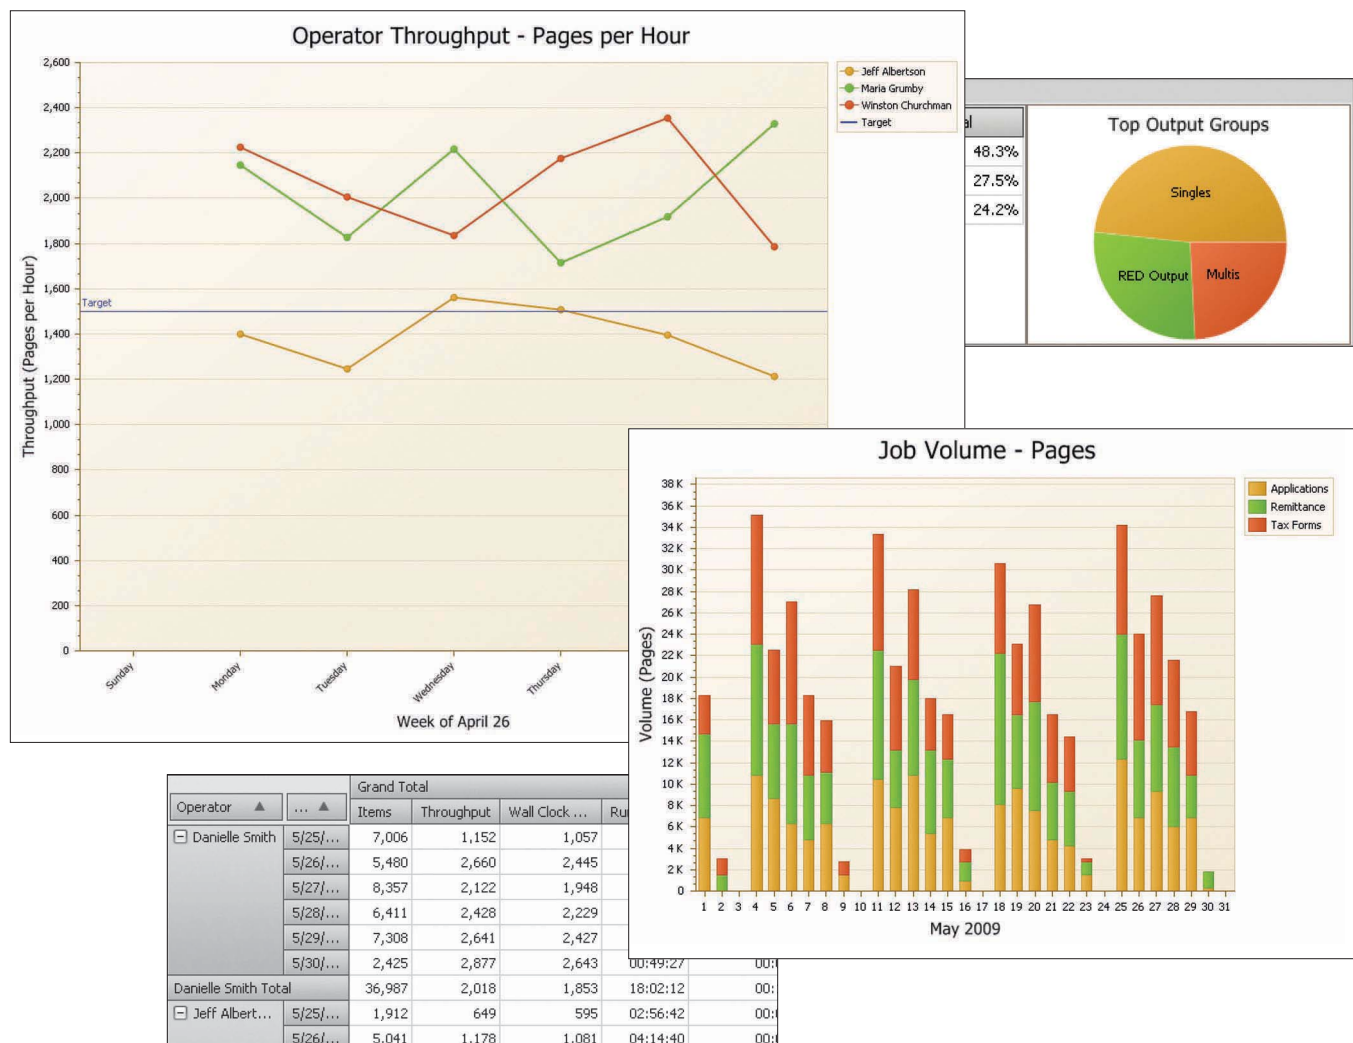 Operator Throughput - Pages per Hour
2,600
2,400
2,200
2,000
1,800
1,600
1,400
1,200
1,000
800
600
400
200
0
Throughput (Pages per Hour)
Target
Sunday
Monday
Tuesday
Wednesday
Thursday
Week of April 26
Jeff Albertson
Maria Grumby
Winston Churchman
Target
48.3%
27.5%
24.2%
Top Output Groups
Singles
RED Output
Multis
Job Volume - Pages
38 K
36 K
34 K
32 K
30 K
28 K
26 K
24 K
22 K
20 K
18 K
16 K
14 K
12 K
10 K
8 K
6 K
4 K
2 K
0
Volume (Pages)
1 2 3 4 5 6 7 8 9 10 11 12 13 14 15 16 17 18 19 20 21 22 23 24 25 26 27 28 29 30 31
May 2009
Applications
Remittance
Tax Forms
Grand Total
Operator ...
Items Throughput Wall Clock ...
Danielle Smith 5/25/... 7,006 1,152 1,057
5/26/... 5,480 2,660 2,445
5/27/... 8,357 2,122 1,948
5/28/... 6,411 2,428 2,229
5/29/... 7,308 2,641 2,427
5/30/... 2,425 2,877 2,643 00:49:27
Danielle Smith Total 36,987 2,018 1,853 18:02:12 00:
Jeff Albert... 5/25/... 1,912 649 595 02:56:42
5/26/... 5,041 1,178 1,081 04:14:40